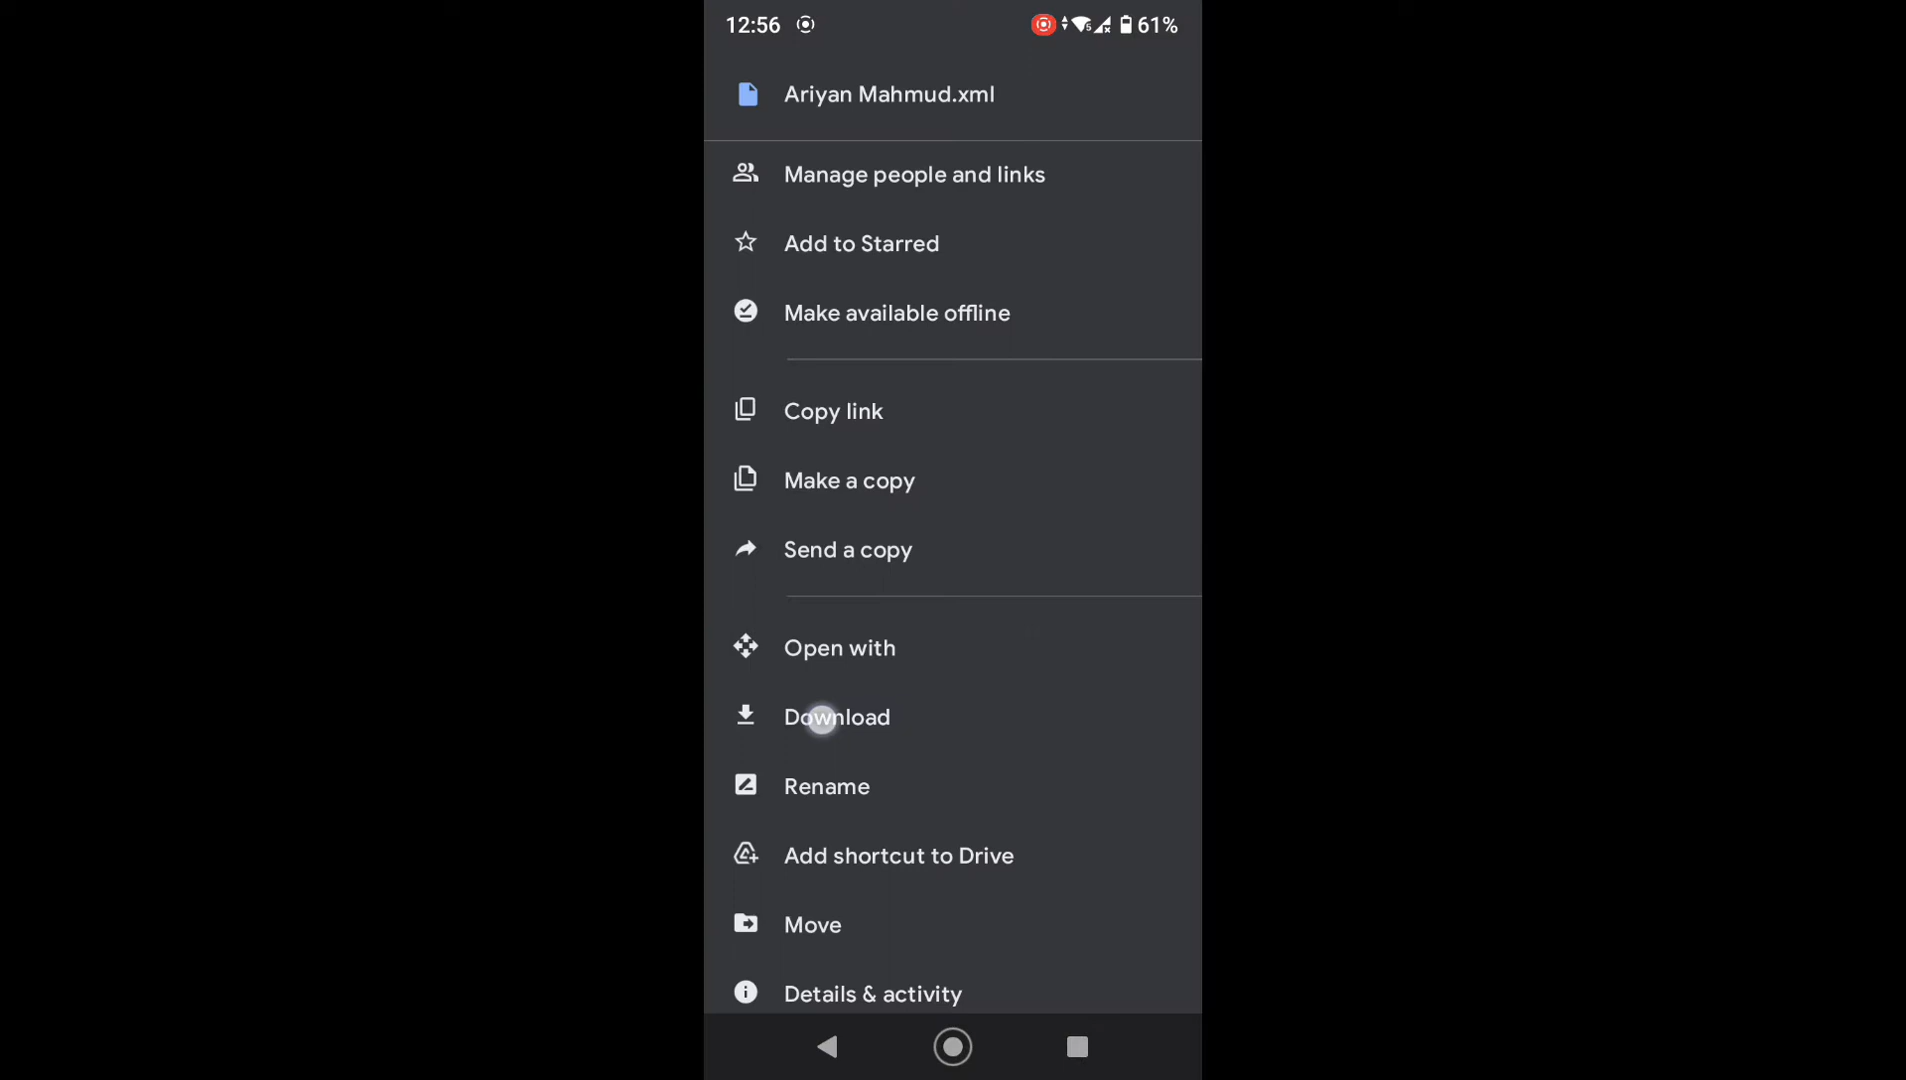 12:56 61%
Ariyan Mahmud.xml
Manage people and links
Add to Starred
Make available offline
Copy link
Make a copy
Send a copy
Open with
Download
Rename
Add shortcut to Drive
Move
Details & activity